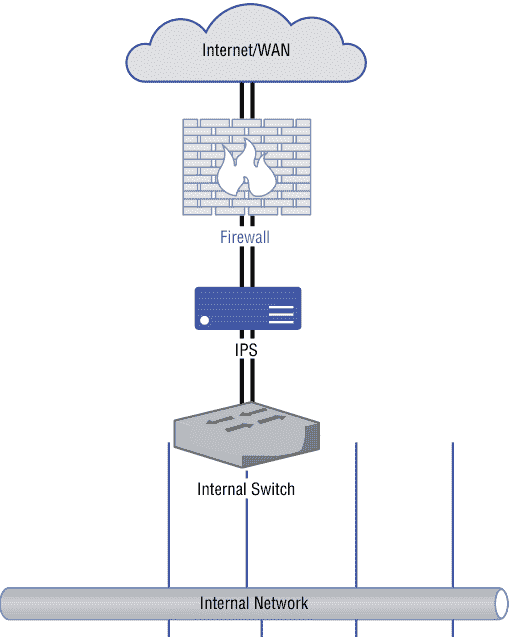 Internet/WAN
Firewall
IPS
Internal Switch
Internal Network